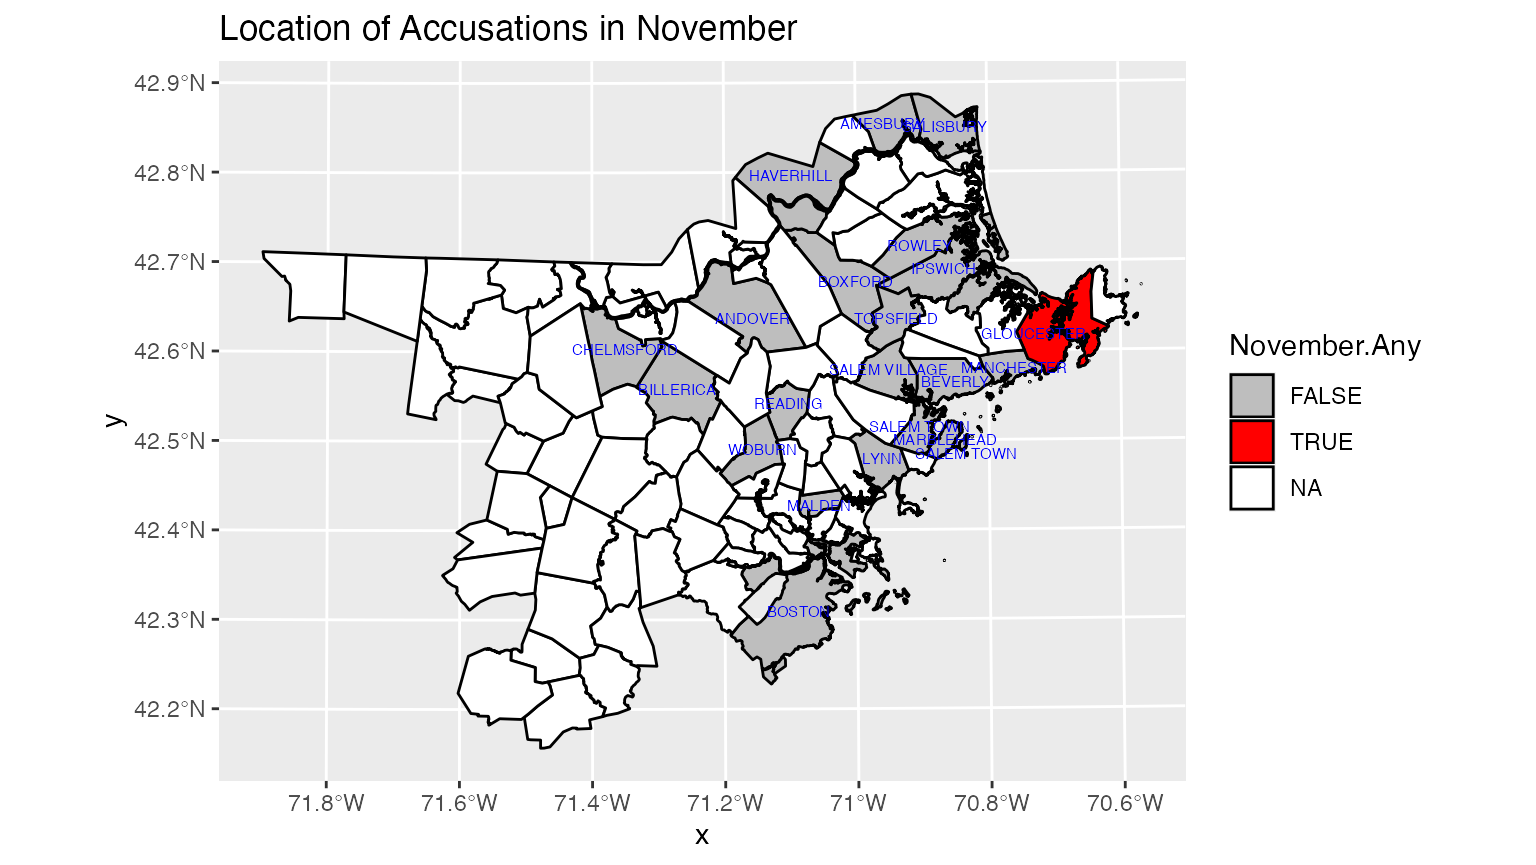 Location of Accusations in November
42.9°N
42.8°N
42.7°N
42.6°N
42.5°N
42.4°N
42.3°N
42.2°N
y
AMESBURY
SALISBURY
HAVERHILL
ROWLEY
IPSWICH
BOXFORD
ANDOVER
TOPSFIELD
GLOUCESTER
CHELMSFORD
SALEM VILLAGE
MANCHESTER
BEVERLY
BILLERICA
READING
SALEM TOWN
MARBLEHEAD
WOBURN
SALEM TOWN
LYNN
MALDEN
BOSTON
71.8°W
71.6°W
71.4°W
71.2°W
71°W
70.8°W
70.6°W
x
November.Any
FALSE
TRUE
NA